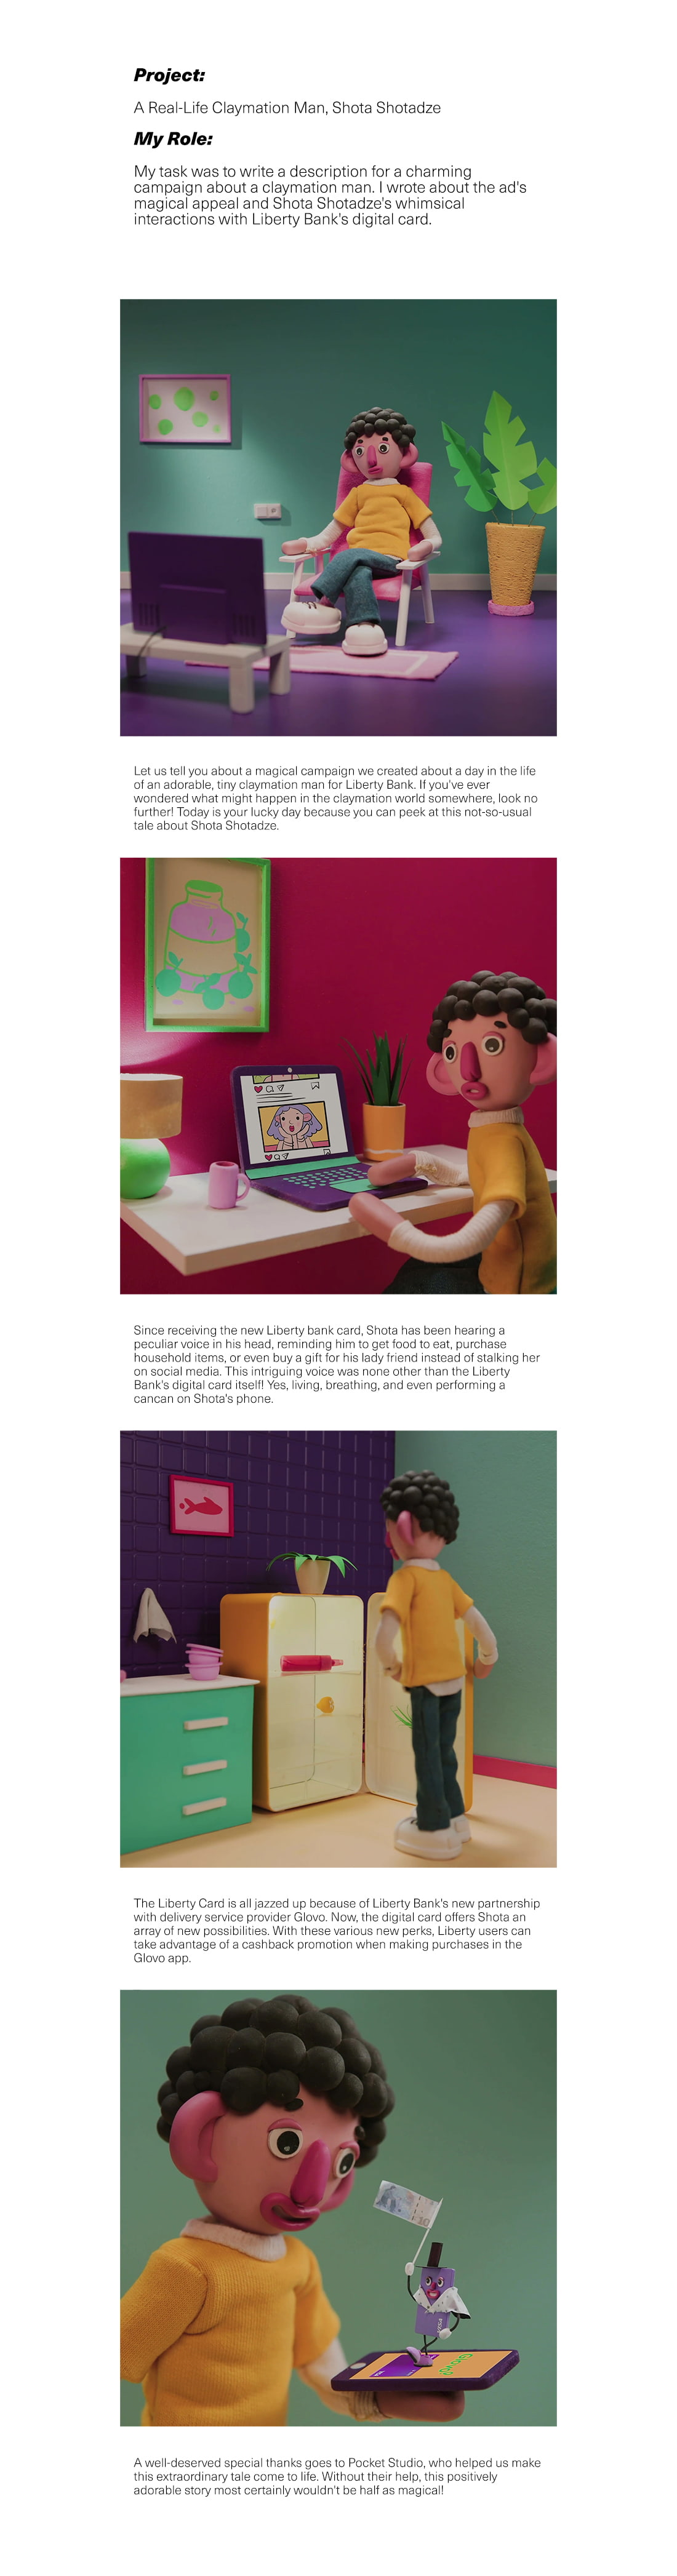 Project:
A Real-Life Claymation Man, Shota Shotadze
My Role:
My task was to write a description for a charming
campaign about a claymation man. I wrote about the ad's
magical appeal and Shota Shotadze's whimsical
interactions with Liberty Bank's digital card.
Let us tell you about a magical campaign we created about a day in the life
of an adorable, tiny claymation man for Liberty Bank. If you've ever
wondered what might happen in the claymation world somewhere, look no
further! Today is your lucky day because you can peek at this not-so-usual
tale about Shota Shotadze.
Since receiving the new Liberty bank card, Shota has been hearing a
peculiar voice in his head, reminding him to get food to eat, purchase
household items, or even buy a gift for his lady friend instead of stalking her
on social media. This intriguing voice was none other than the Liberty
Bank's digital card itself! Yes, living, breathing, and even performing a
cancan on Shota's phone.
The Liberty Card is all jazzed up because of Liberty Bank's new partnership
with delivery service provider Glovo. Now, the digital card offers Shota an
array of new possibilities. With these various new perks, Liberty users can
take advantage of a cashback promotion when making purchases in the
Glovo app.
10
A well-deserved special thanks goes to Pocket Studio, who helped us make
this extraordinary tale come to life. Without their help, this positively
adorable story most certainly wouldn't be half as magical!